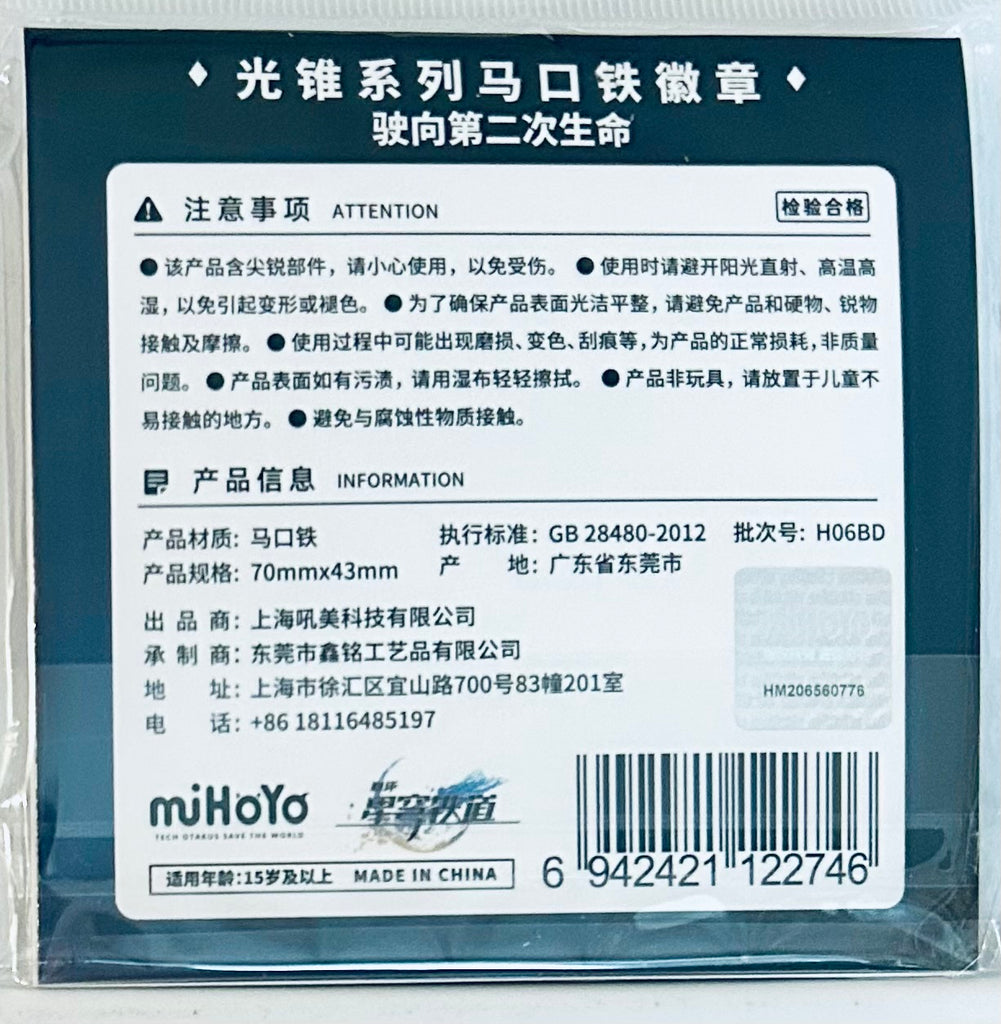 光锥系列马口铁徽章
驶向第二次生命
注意事项 ATTENTION 检验合格
● 该产品含尖锐部件，请小心使用，以免受伤。 ● 使用时请避开阳光直射、高温高
湿，以免引起变形或褪色。 ● 为了确保产品表面光洁平整，请避免产品和硬物、锐物
接触及摩擦。 ● 使用过程中可能出现磨损、变色、刮痕等，为产品的正常损耗，非质量
问题。 ● 产品表面如有污渍，请用湿布轻轻擦拭。 ● 产品非玩具，请放置于儿童不
易接触的地方。 ● 避免与腐蚀性物质接触。
产品信息 INFORMATION
产品材质: 马口铁 执行标准: GB 28480-2012 批次号: H06BD
产品规格: 70mmx43mm 产 地: 广东省东莞市
出品商: 上海吼美科技有限公司
承制商: 东莞市鑫铭工艺品有限公司
地 址: 上海市徐汇区宜山路700号83幢201室
电 话: +86 18116485197
HM206560776
miHoYo
TECH OTAKUS SAVE THE WORLD
崩坏
星穹铁道
适用年龄:15岁及以上 MADE IN CHINA
6 942421 122746